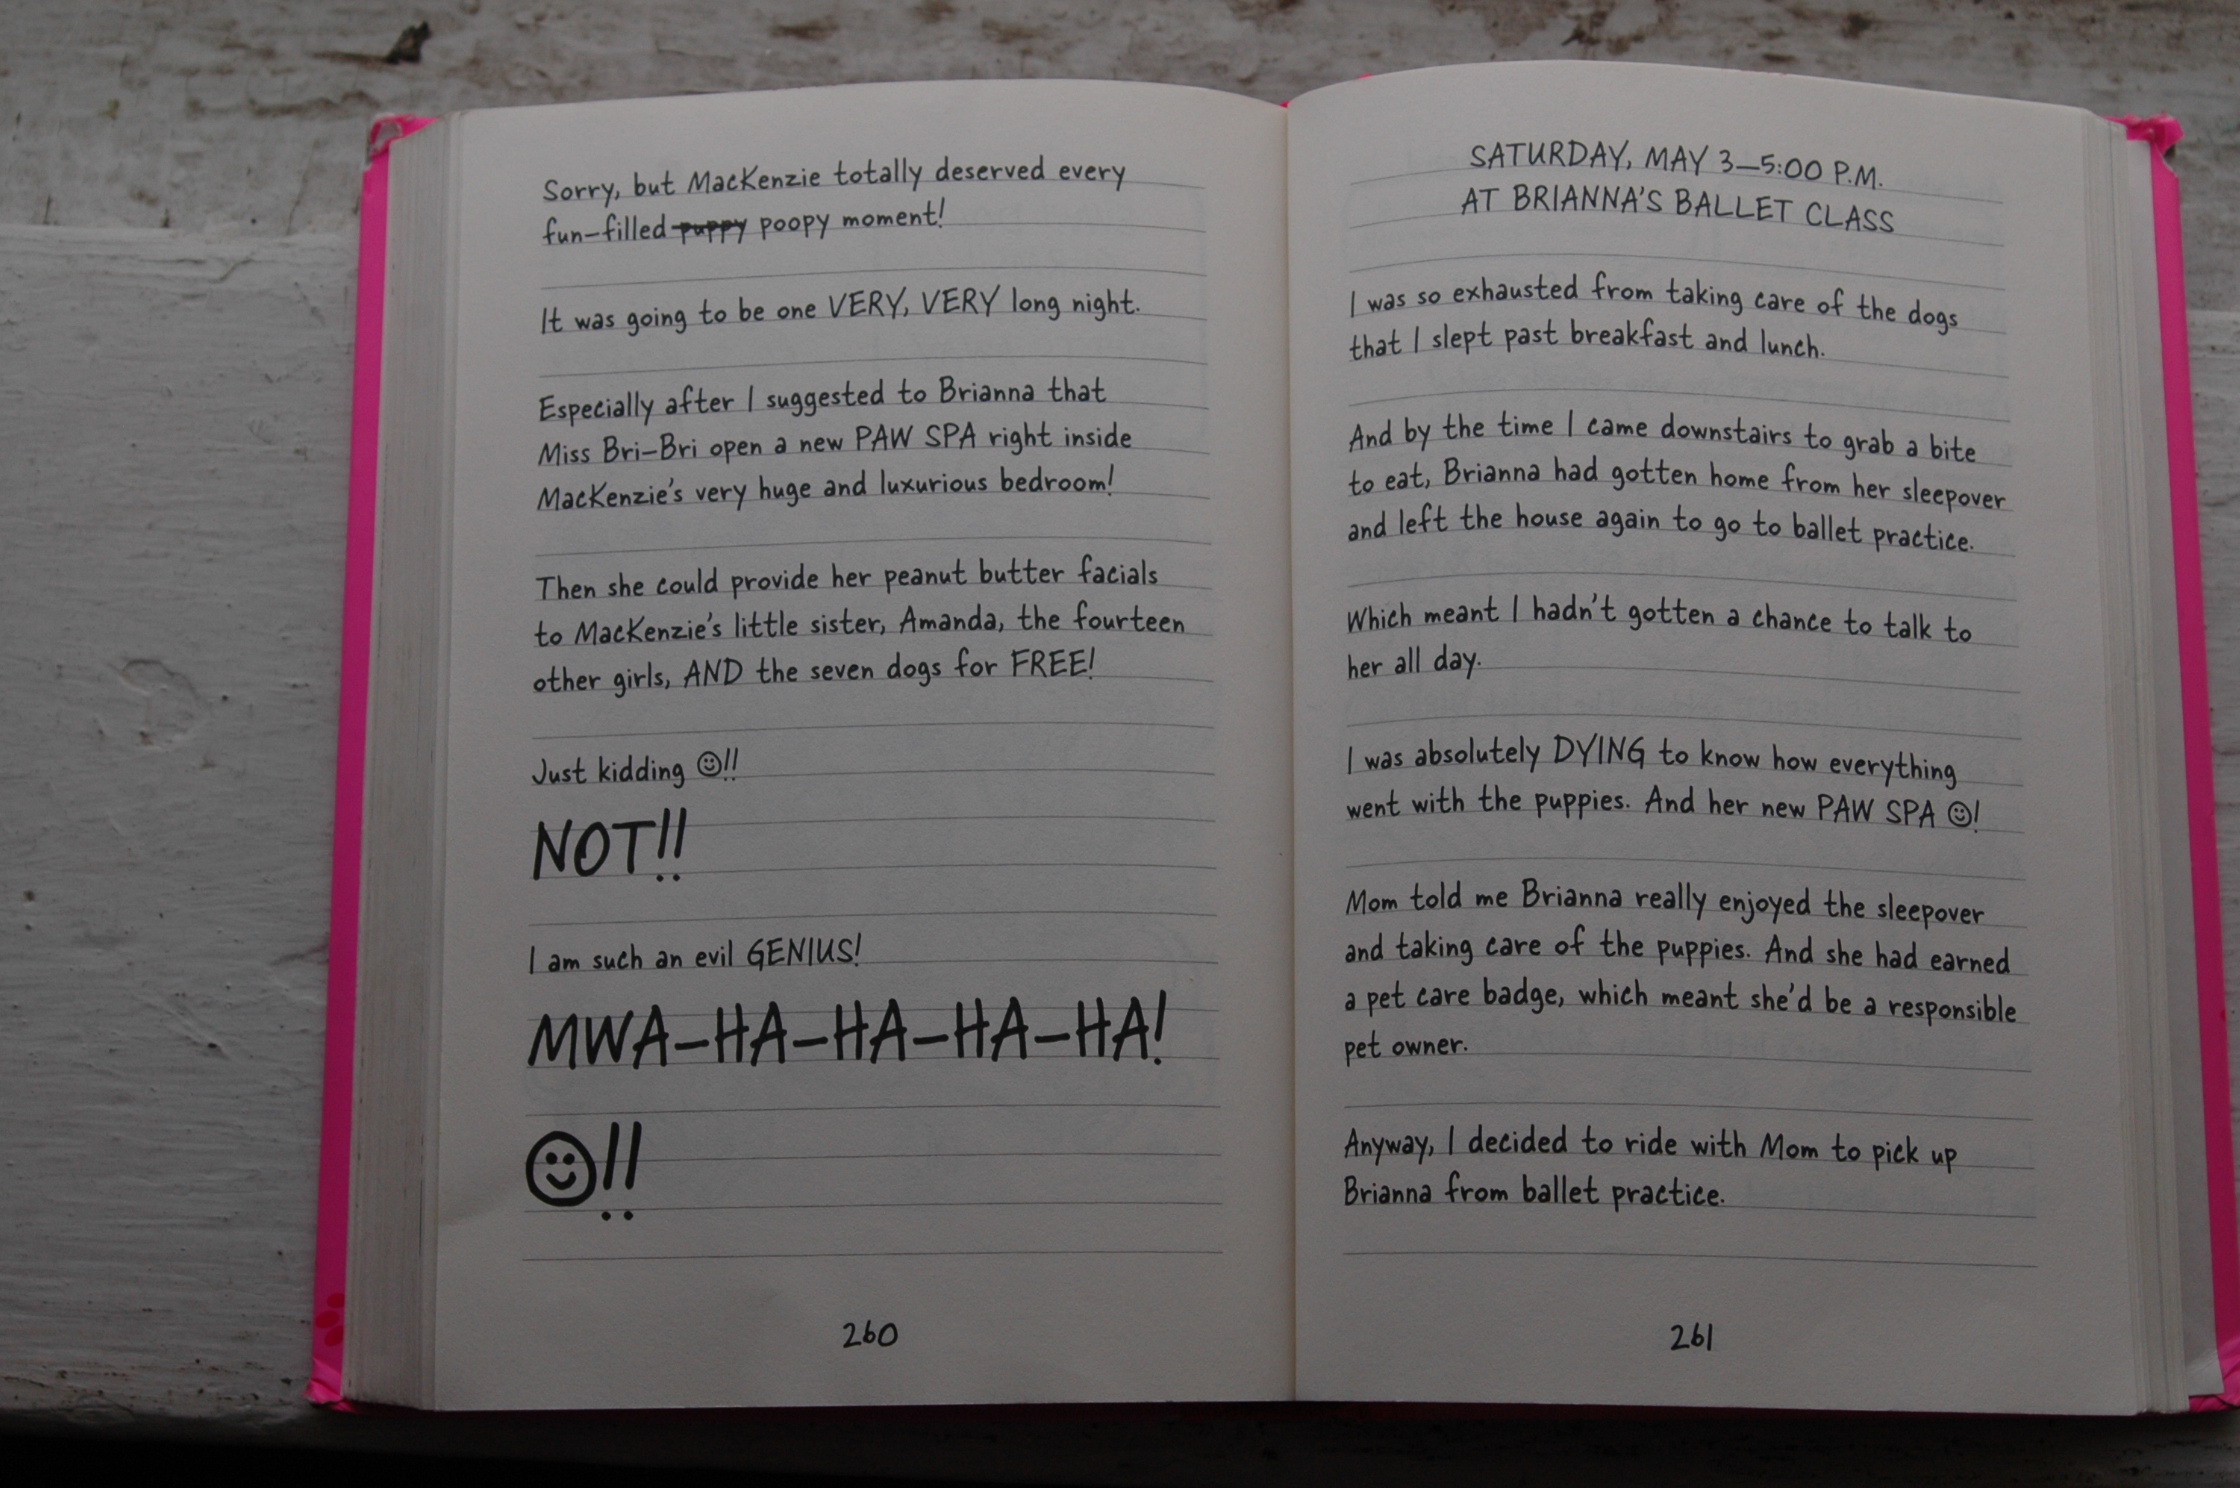 Sorry, but MacKenzie totally deserved every
fun-filled puppy poopy moment!
It was going to be one VERY, VERY long night.
Especially after I suggested to Brianna that
Miss Bri-Bri open a new PAW SPA right inside
MacKenzie's very huge and luxurious bedroom!
Then she could provide her peanut butter facials
to MacKenzie's little sister, Amanda, the fourteen
other girls, AND the seven dogs for FREE!
Just kidding ☺!!
NOT!!
I am such an evil GENIUS!
MWA-HA-HA-HA-HA!
☺!!
260
SATURDAY, MAY 3—5:00 P.M.
AT BRIANNA'S BALLET CLASS
I was so exhausted from taking care of the dogs
that I slept past breakfast and lunch.
And by the time I came downstairs to grab a bite
to eat, Brianna had gotten home from her sleepover
and left the house again to go to ballet practice.
Which meant I hadn't gotten a chance to talk to
her all day.
I was absolutely DYING to know how everything
went with the puppies. And her new PAW SPA ☺!
Mom told me Brianna really enjoyed the sleepover
and taking care of the puppies. And she had earned
a pet care badge, which meant she'd be a responsible
pet owner.
Anyway, I decided to ride with Mom to pick up
Brianna from ballet practice.
261